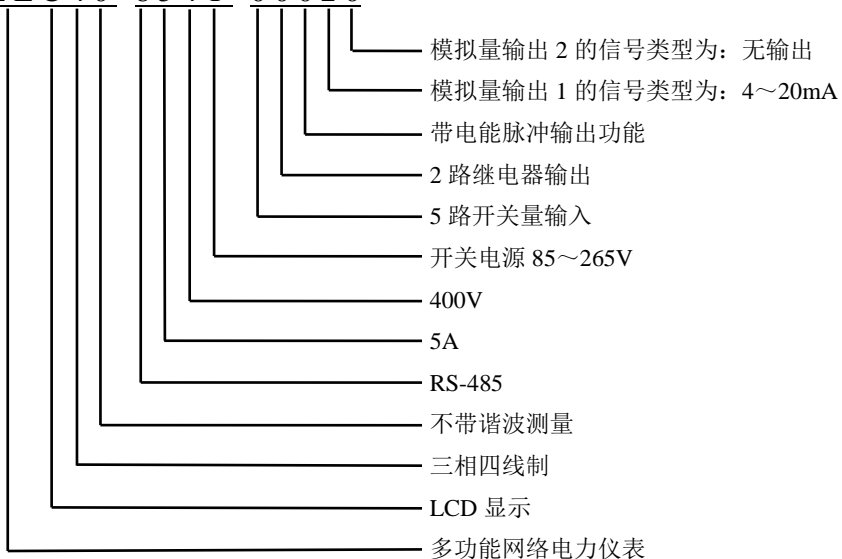 模拟量输出 2 的信号类型为：无输出
模拟量输出 1 的信号类型为：4～20mA
带电能脉冲输出功能
2 路继电器输出
5 路开关量输入
开关电源 85～265V
400V
5A
RS-485
不带谐波测量
三相四线制
LCD 显示
多功能网络电力仪表